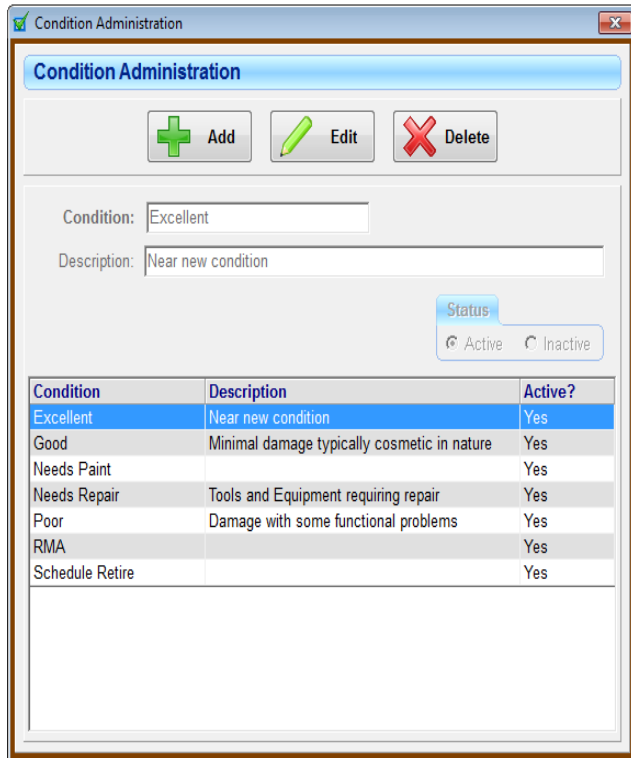 Condition Administration
Condition Administration
Add Edit Delete
Condition: Excellent
Description: Near new condition
Status
Active Inactive
Condition Description Active?
Excellent Near new condition Yes
Good Minimal damage typically cosmetic in nature Yes
Needs Paint Yes
Needs Repair Tools and Equipment requiring repair Yes
Poor Damage with some functional problems Yes
RMA Yes
Schedule Retire Yes